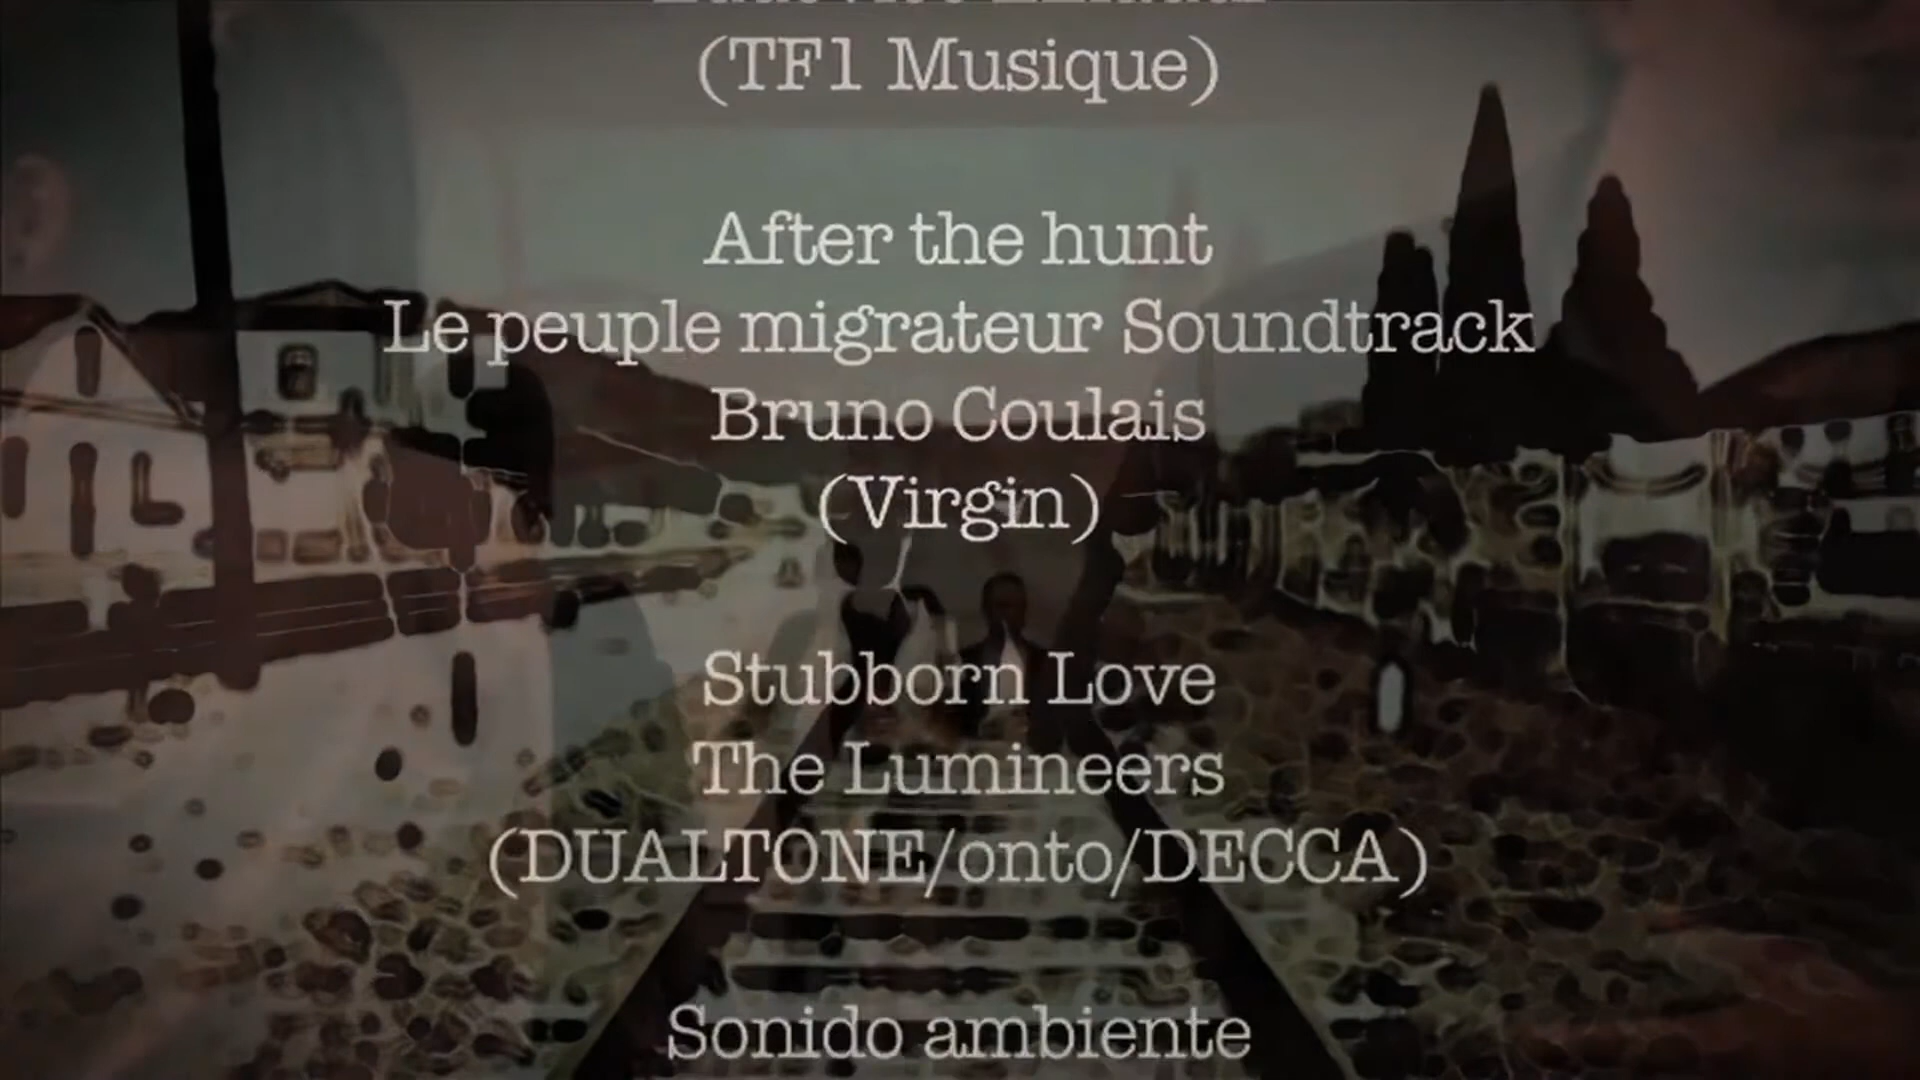 (TF1 Musique)
After the hunt
Le peuple migrateur Soundtrack
Bruno Coulais
(Virgin)
Stubborn Love
The Lumineers
(DUALTONE/onto/DECCA)
Sonido ambiente